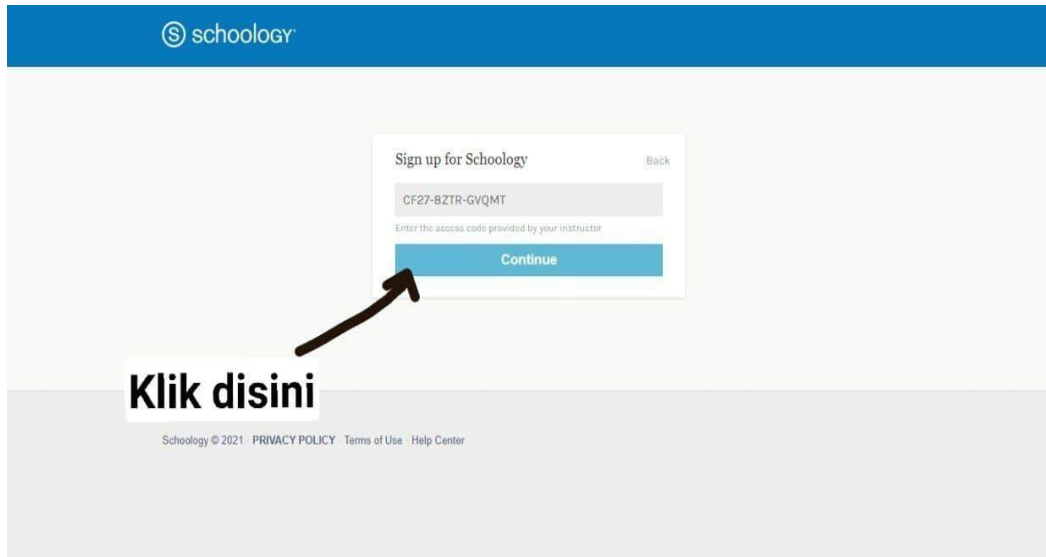 schoology
Sign up for Schoology Back
CF27-8ZTR-GVQMT
Enter the access code provided by your instructor
Continue
Klik disini
Schoology © 2021 · PRIVACY POLICY · Terms of Use · Help Center